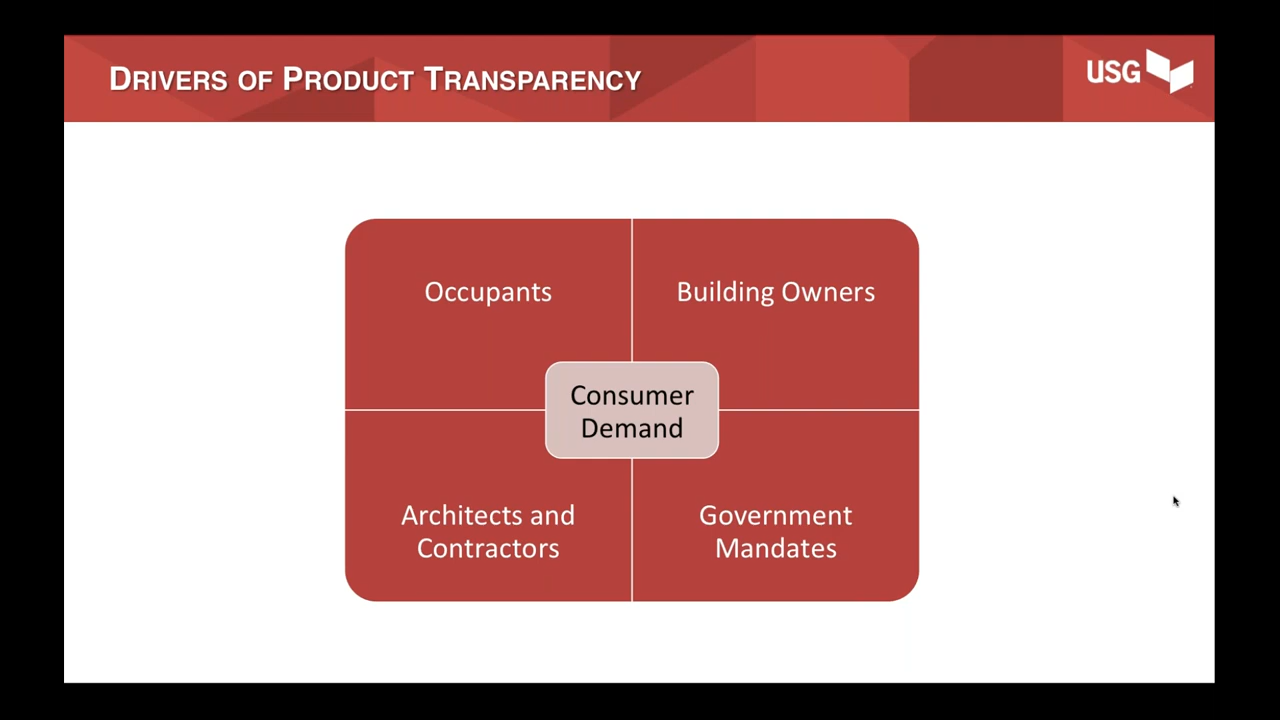 DRIVERS OF PRODUCT TRANSPARENCY
USG
Occupants
Building Owners
Consumer
Demand
Architects and
Contractors
Government
Mandates